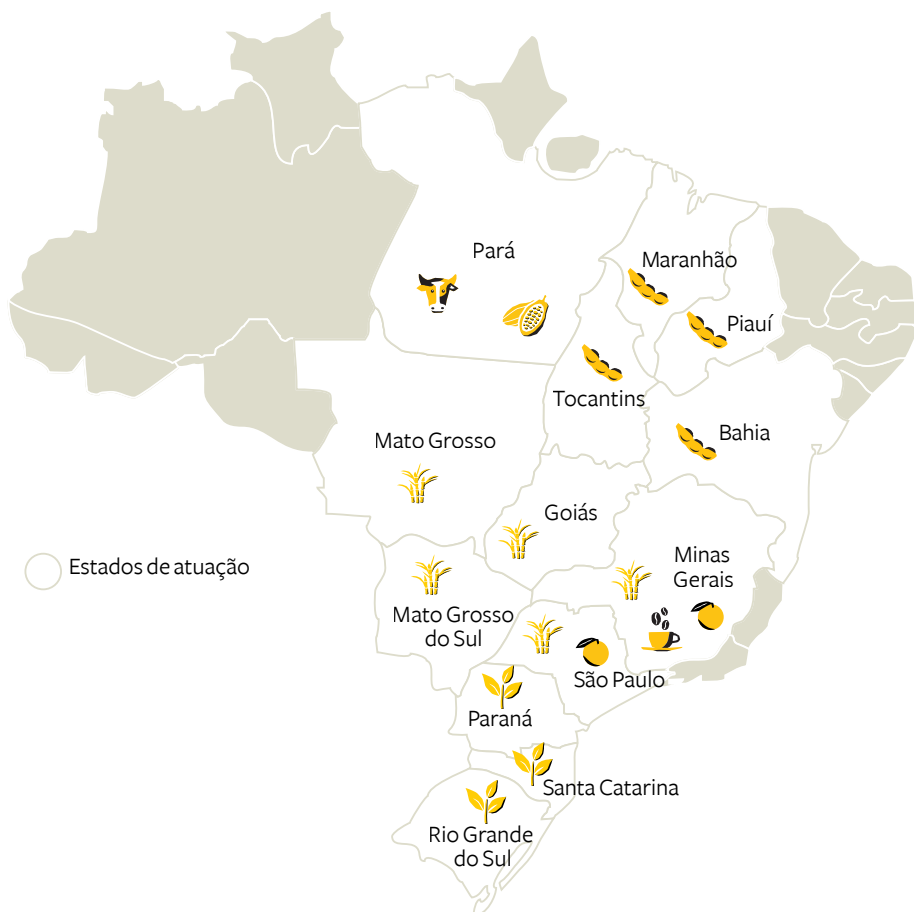 Pará
Maranhão
Piauí
Tocantins
Bahia
Mato Grosso
Goiás
Estados de atuação
Minas
Gerais
Mato Grosso
do Sul
São Paulo
Paraná
Santa Catarina
Rio Grande
do Sul